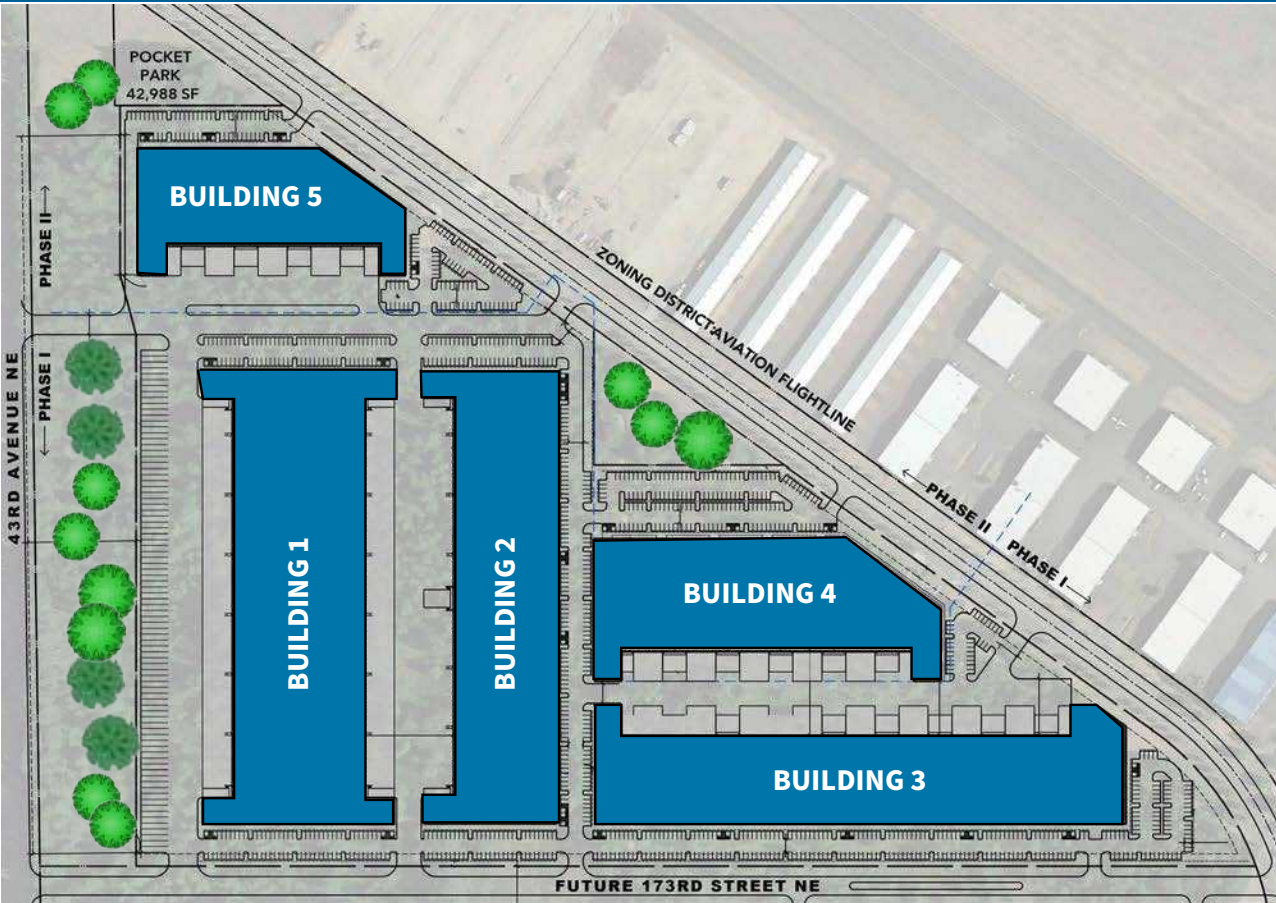 POCKET
PARK
42,988 SF
BUILDING 5
PHASE II
ZONING DISTRICT:AVIATION FLIGHTLINE
PHASE I
43RD AVENUE NE
BUILDING 1
BUILDING 2
PHASE II
PHASE I
BUILDING 4
BUILDING 3
FUTURE 173RD STREET NE